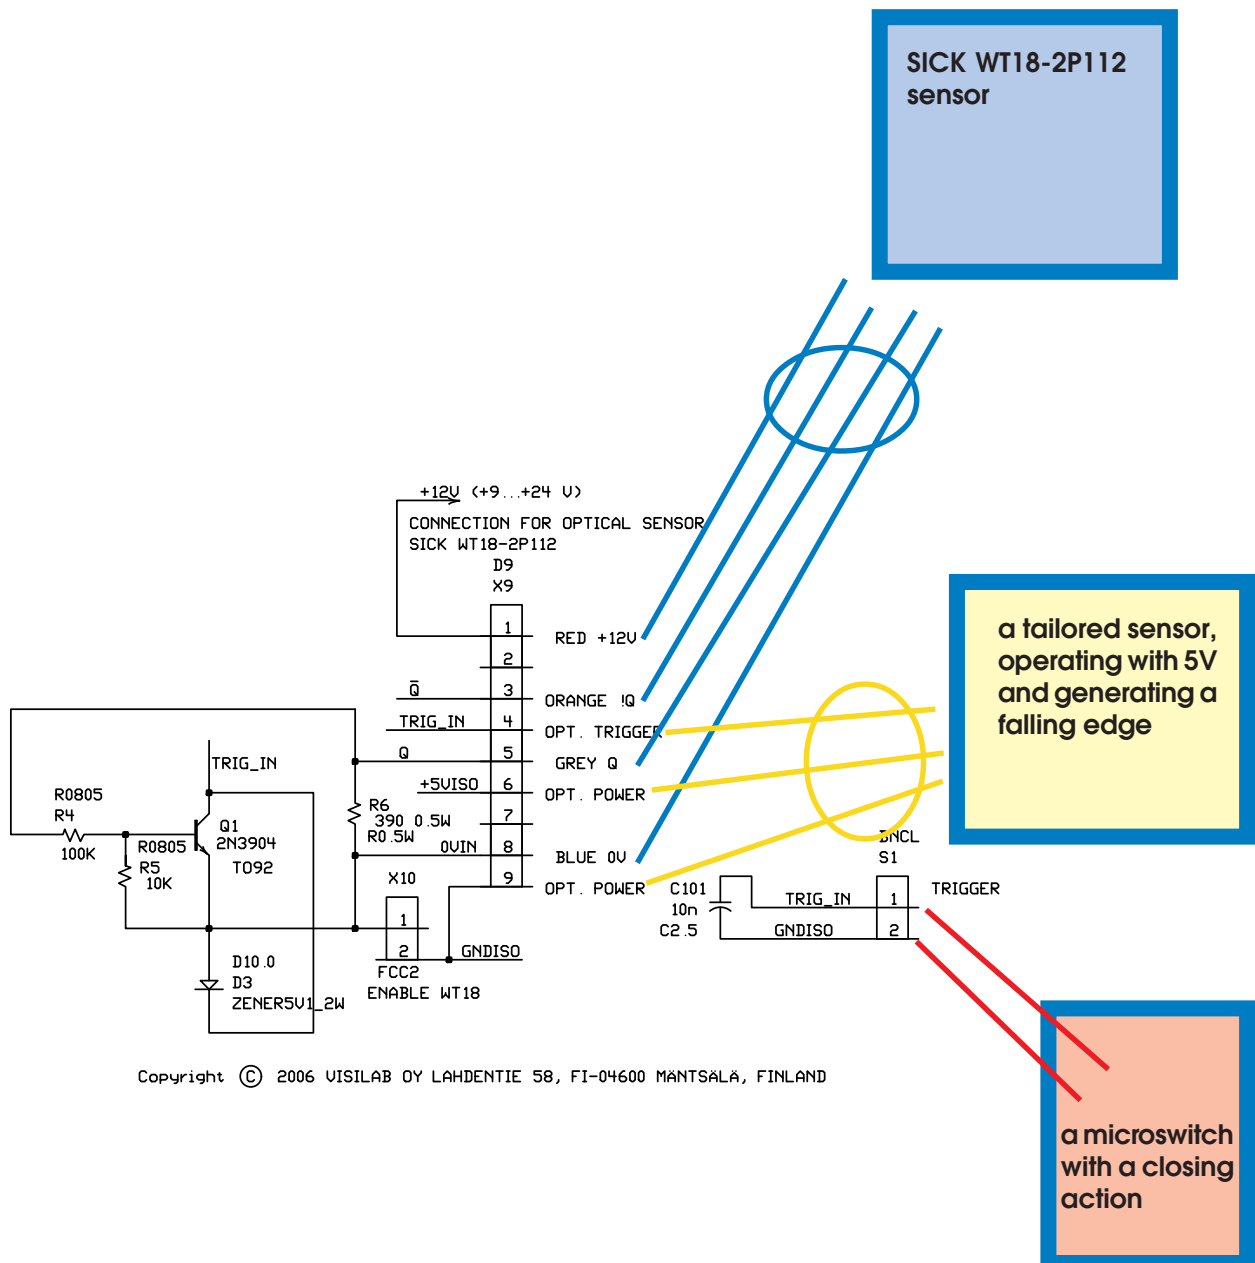 SICK WT18-2P112
sensor
+12V (+9...+24 V)
CONNECTION FOR OPTICAL SENSOR
SICK WT18-2P112
D9
X9
1
RED +12V
2
Q̅
3
ORANGE !Q
TRIG_IN
4
OPT. TRIGGER
Q
5
GREY Q
+5VISO
6
OPT. POWER
7
0VIN
8
BLUE 0V
9
OPT. POWER
a tailored sensor,
operating with 5V
and generating a
falling edge
TRIG_IN
R0805
R4
100K
R0805
R5
10K
Q1
2N3904
TO92
R6
390 0.5W
R0.5W
X10
1
2
GNDISO
FCC2
ENABLE WT18
D10.0
D3
ZENER5V1_2W
BNCL
S1
C101
10n
C2.5
TRIG_IN
1
TRIGGER
GNDISO
2
Copyright © 2006 VISILAB OY LAHDENTIE 58, FI-04600 MÄNTSÄLÄ, FINLAND
a microswitch
with a closing
action